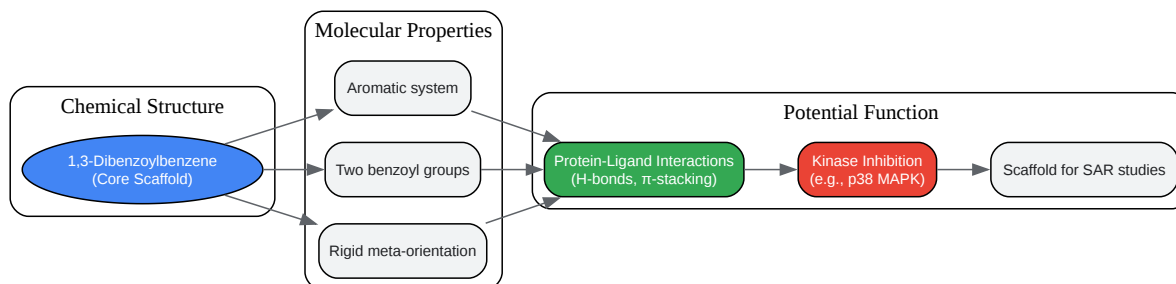 Chemical Structure
1,3-Dibenzoylbenzene
(Core Scaffold)
Molecular Properties
Aromatic system
Two benzoyl groups
Rigid meta-orientation
Potential Function
Protein-Ligand Interactions
(H-bonds, π-stacking)
Kinase Inhibition
(e.g., p38 MAPK)
Scaffold for SAR studies